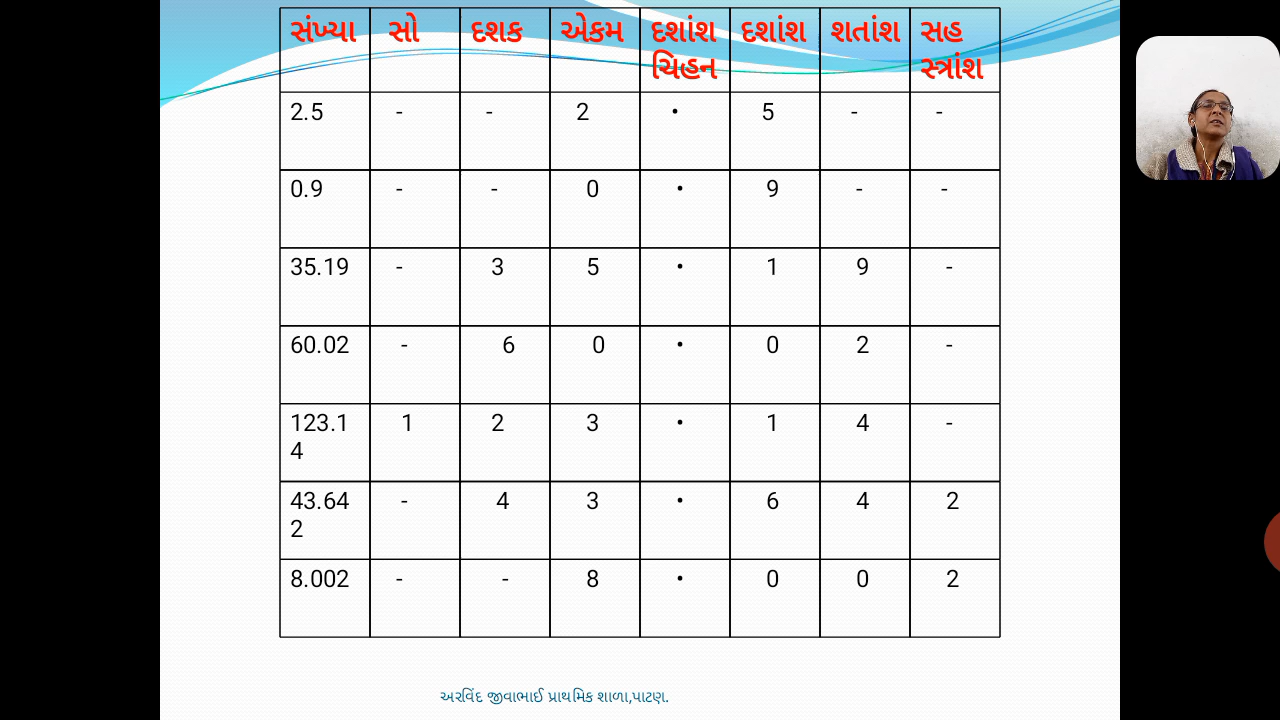 સંખ્યા સો દશક એકમ દશાંશ ચિહન દશાંશ શતાંશ સહ સ્ત્રાંશ
2.5 - - 2 • 5 - -
0.9 - - 0 • 9 - -
35.19 - 3 5 • 1 9 -
60.02 - 6 0 • 0 2 -
123.14 1 2 3 • 1 4 -
43.642 - 4 3 • 6 4 2
8.002 - - 8 • 0 0 2
અરવિંદ જીવાભાઈ પ્રાથમિક શાળા,પાટણ.